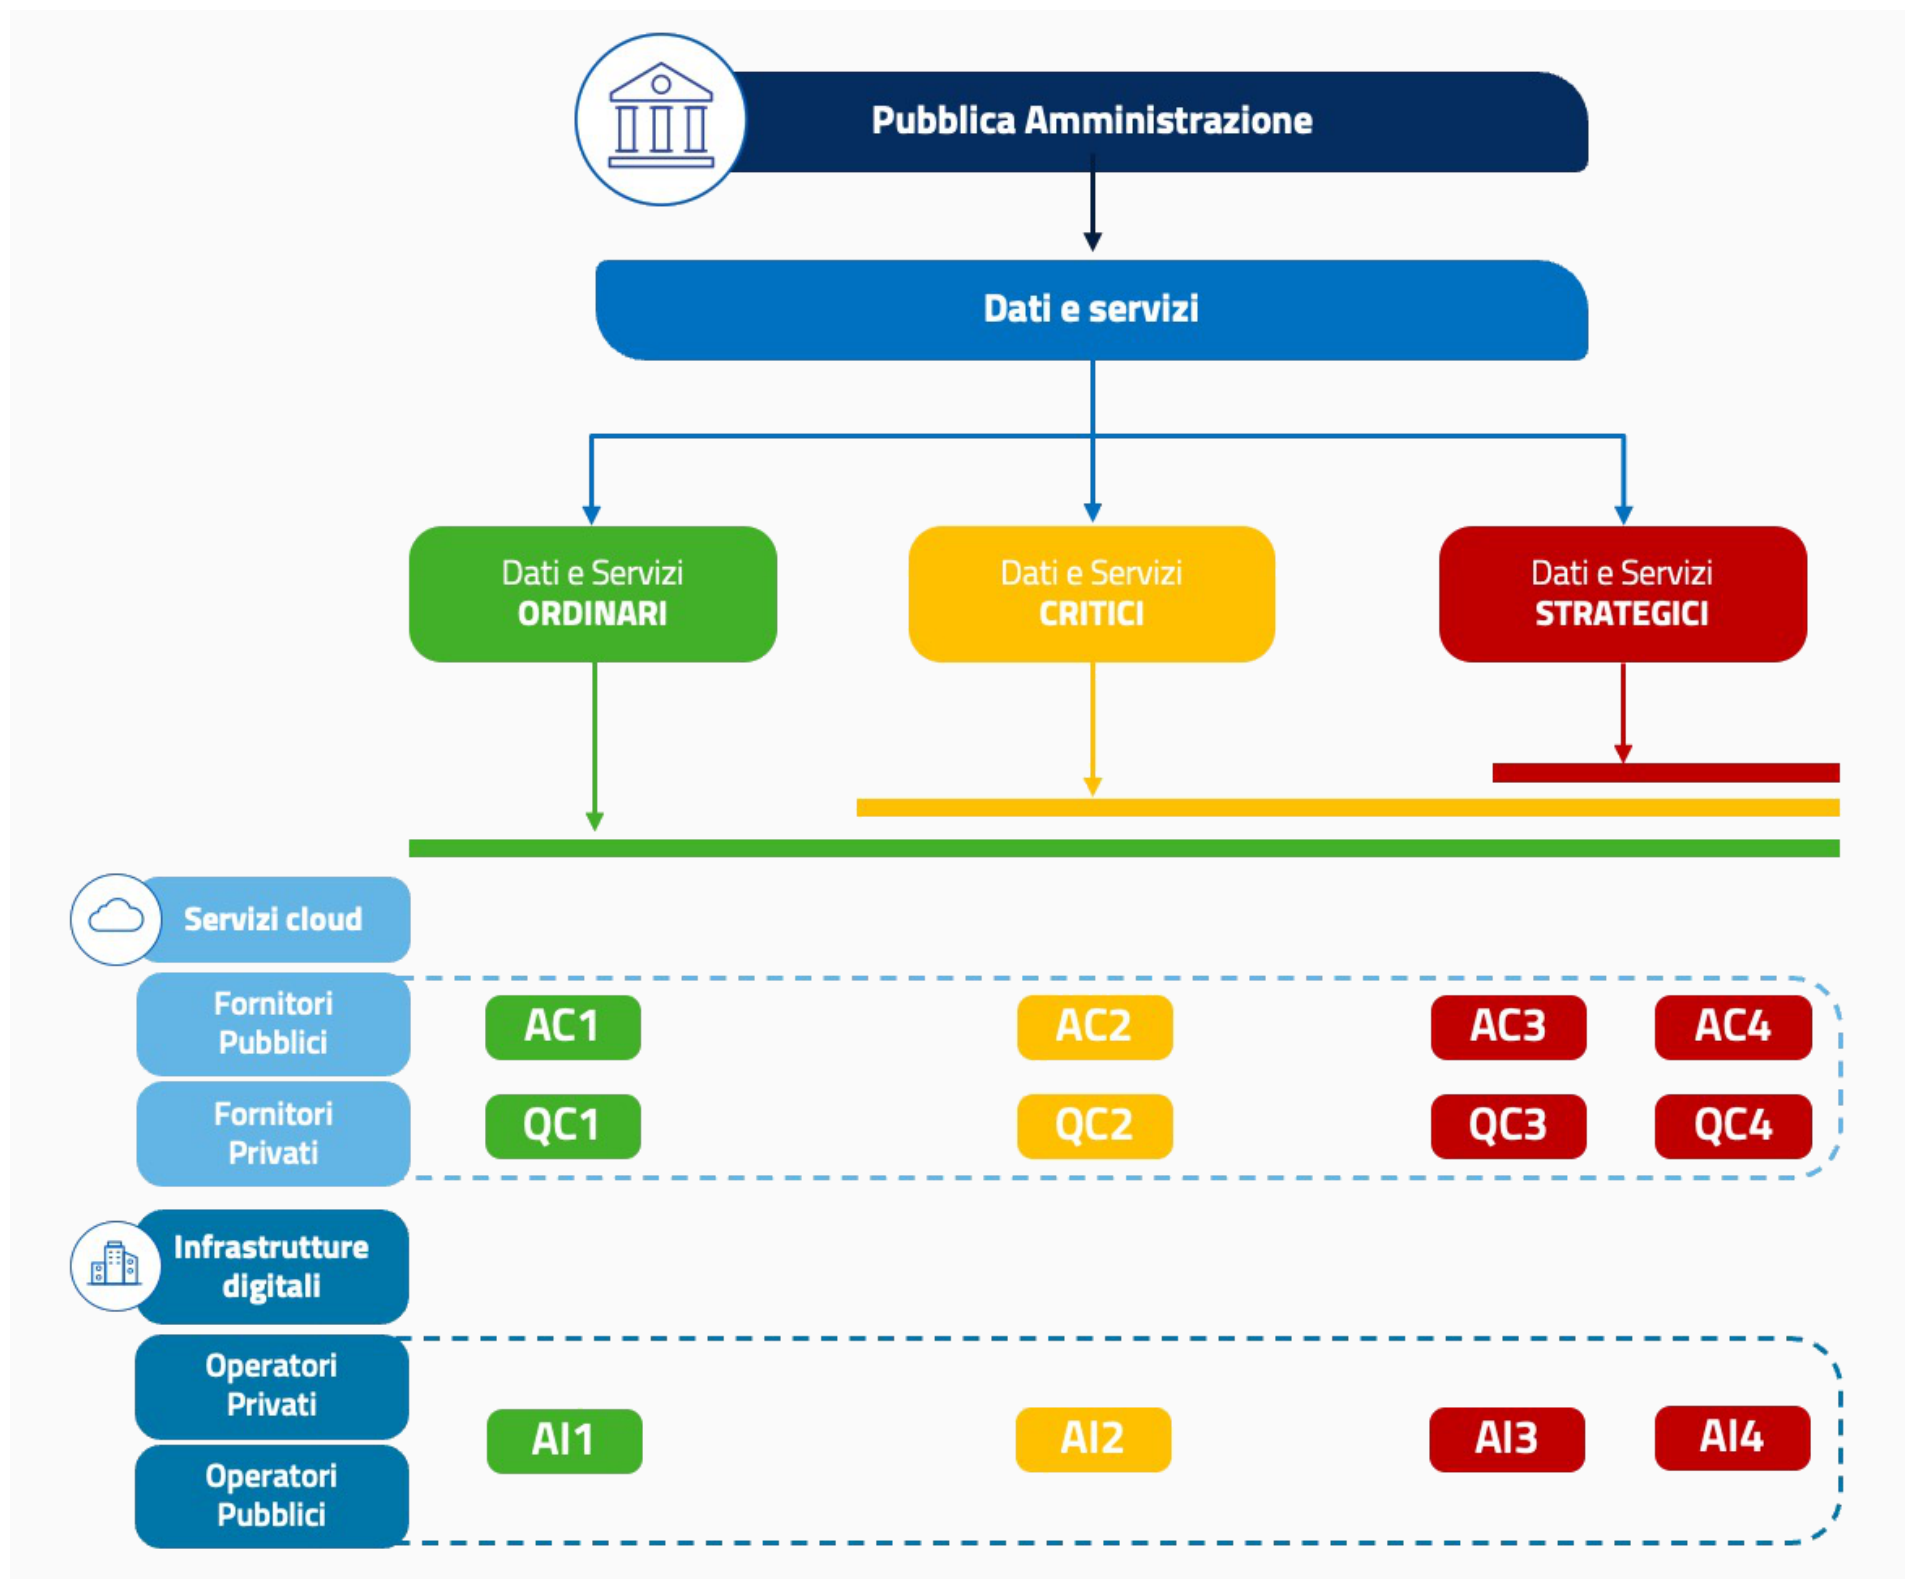 Pubblica Amministrazione
Dati e servizi
Dati e Servizi
ORDINARI
Dati e Servizi
CRITICI
Dati e Servizi
STRATEGICI
Servizi cloud
Fornitori
Pubblici
AC1
AC2
AC3
AC4
Fornitori
Privati
QC1
QC2
QC3
QC4
Infrastrutture
digitali
Operatori
Privati
AI1
AI2
AI3
AI4
Operatori
Pubblici